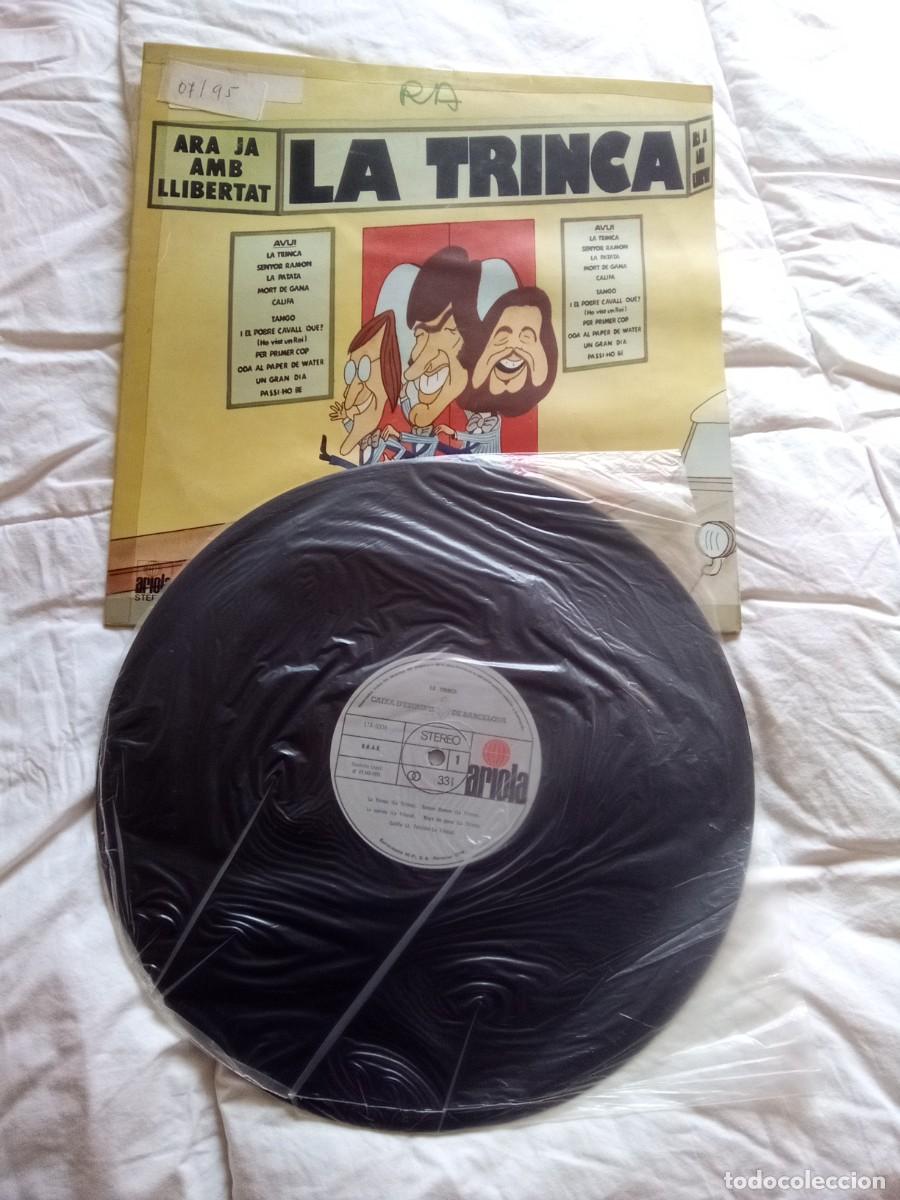 07/95
RA
ARA JA
AMB
LLIBERTAT
LA TRINCA
AVUI
LA TRINCA
SENYOR RAMON
LA PATATA
MORT DE GANA
CALIFA
TANGO
I EL POBRE CAVALL QUE?
(Ho vist un Roi)
PER PRIMER COP
ODA AL PAPER DE WATER
UN GRAN DIA
PASSI-HO BE
AVUI
LA TRINCA
SENYOR RAMON
LA PATATA
MORT DE GANA
CALIFA
TANGO
I EL POBRE CAVALL QUE?
(Ho vist un Roi)
PER PRIMER COP
ODA AL PAPER DE WATER
UN GRAN DIA
PASSI-HO BE
ariola
LA TRINCA
DE BARCELONA
STEREO
1
33
ariola
todocoleccion